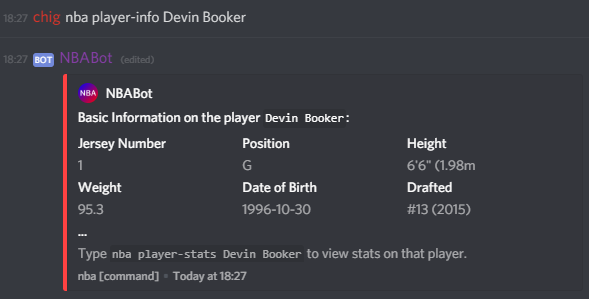 18:27 chig nba player-info Devin Booker
18:27 BOT NBABot (edited)
NBA NBABot
Basic Information on the player Devin Booker:
Jersey Number Position Height
1 G 6'6" (1.98m
Weight Date of Birth Drafted
95.3 1996-10-30 #13 (2015)
...
Type nba player-stats Devin Booker to view stats on that player.
nba [command] • Today at 18:27